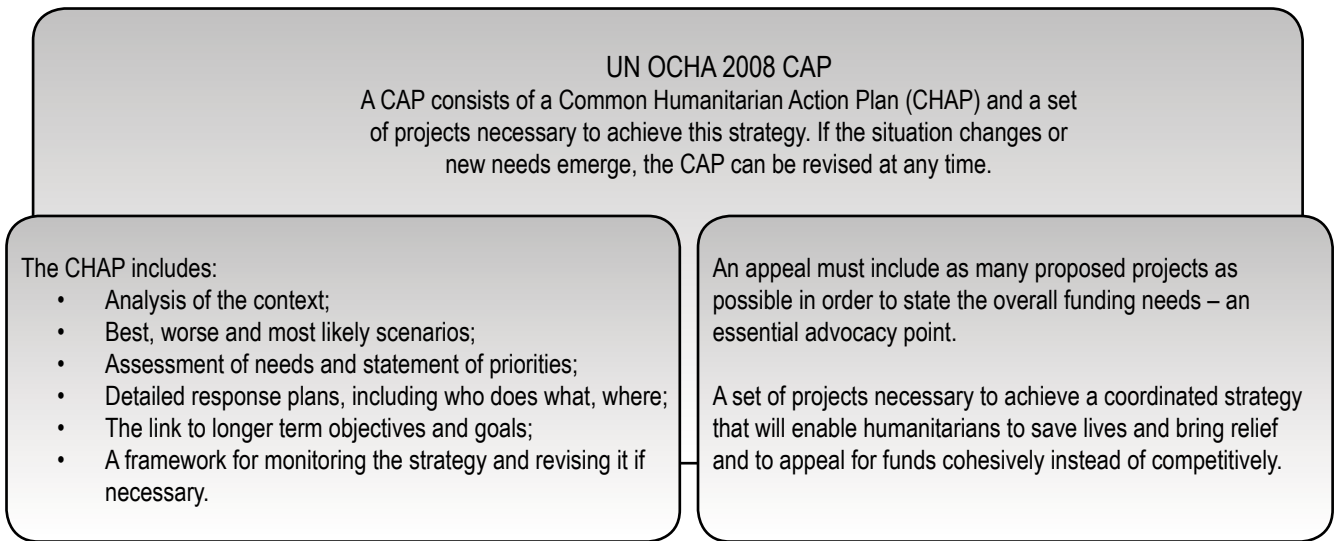 UN OCHA 2008 CAP
A CAP consists of a Common Humanitarian Action Plan (CHAP) and a set
of projects necessary to achieve this strategy. If the situation changes or
new needs emerge, the CAP can be revised at any time.
The CHAP includes:
• Analysis of the context;
• Best, worse and most likely scenarios;
• Assessment of needs and statement of priorities;
• Detailed response plans, including who does what, where;
• The link to longer term objectives and goals;
• A framework for monitoring the strategy and revising it if
necessary.
An appeal must include as many proposed projects as
possible in order to state the overall funding needs – an
essential advocacy point.
A set of projects necessary to achieve a coordinated strategy
that will enable humanitarians to save lives and bring relief
and to appeal for funds cohesively instead of competitively.